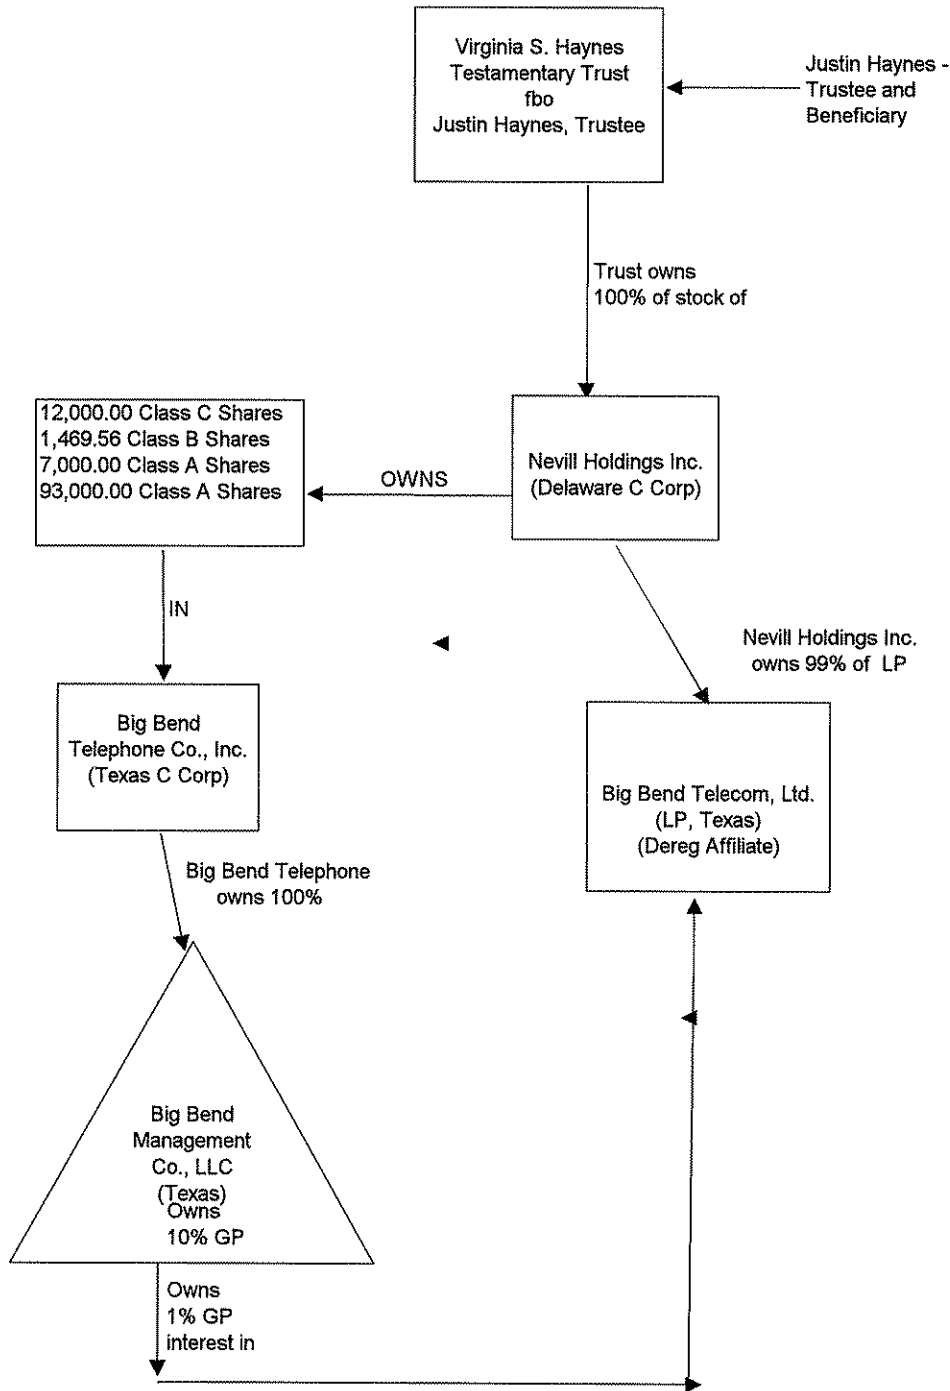 Virginia S. Haynes
Testamentary Trust
fbo
Justin Haynes, Trustee
Justin Haynes -
Trustee and
Beneficiary
Trust owns
100% of stock of
12,000.00 Class C Shares
1,469.56 Class B Shares
7,000.00 Class A Shares
93,000.00 Class A Shares
OWNS
Nevill Holdings Inc.
(Delaware C Corp)
IN
Nevill Holdings Inc.
owns 99% of LP
Big Bend
Telephone Co., Inc.
(Texas C Corp)
Big Bend Telecom, Ltd.
(LP, Texas)
(Dereg Affiliate)
Big Bend Telephone
owns 100%
Big Bend
Management
Co., LLC
(Texas)
Owns
10% GP
Owns
1% GP
interest in